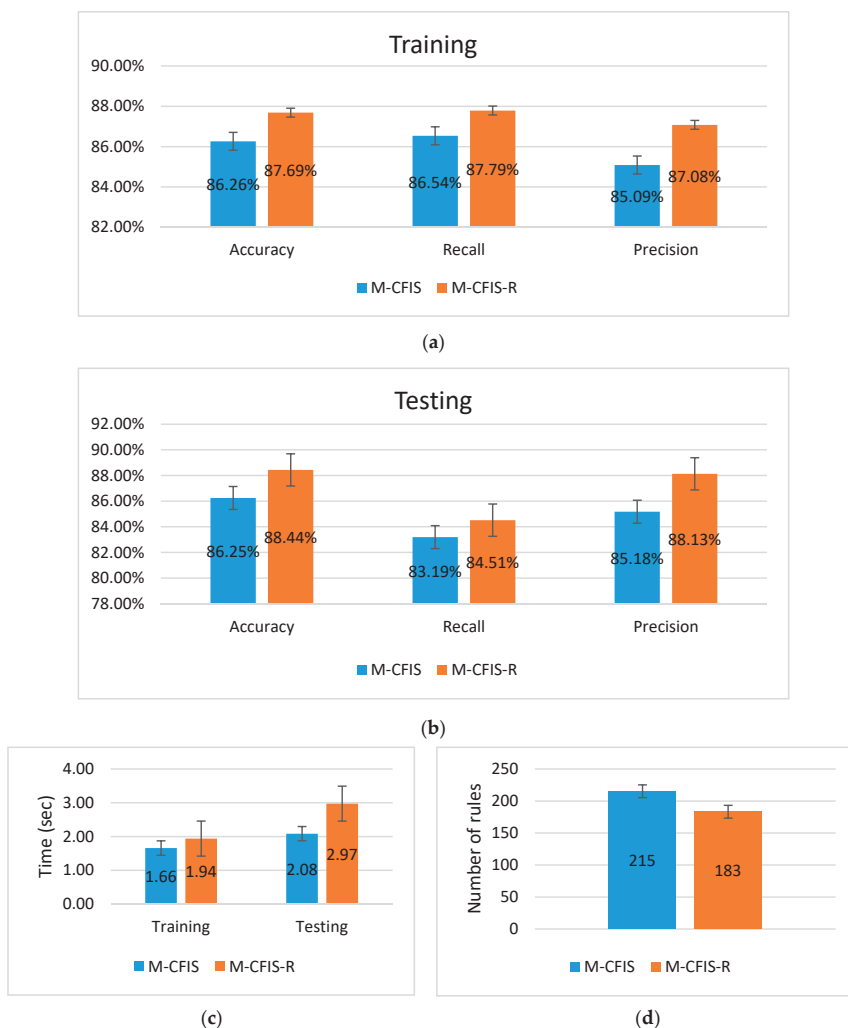 Training
90.00%
88.00%
86.00%
84.00%
82.00%
86.26%
87.69%
86.54%
87.79%
85.09%
87.08%
Accuracy Recall Precision
M-CFIS M-CFIS-R
(a)
Testing
92.00%
90.00%
88.00%
86.00%
84.00%
82.00%
80.00%
78.00%
86.25%
88.44%
83.19%
84.51%
85.18%
88.13%
Accuracy Recall Precision
M-CFIS M-CFIS-R
(b)
Time (sec)
4.00
3.00
2.00
1.00
0.00
1.66
1.94
2.08
2.97
Training Testing
M-CFIS M-CFIS-R
(c)
Number of rules
250
200
150
100
50
0
215
183
M-CFIS M-CFIS-R
(d)